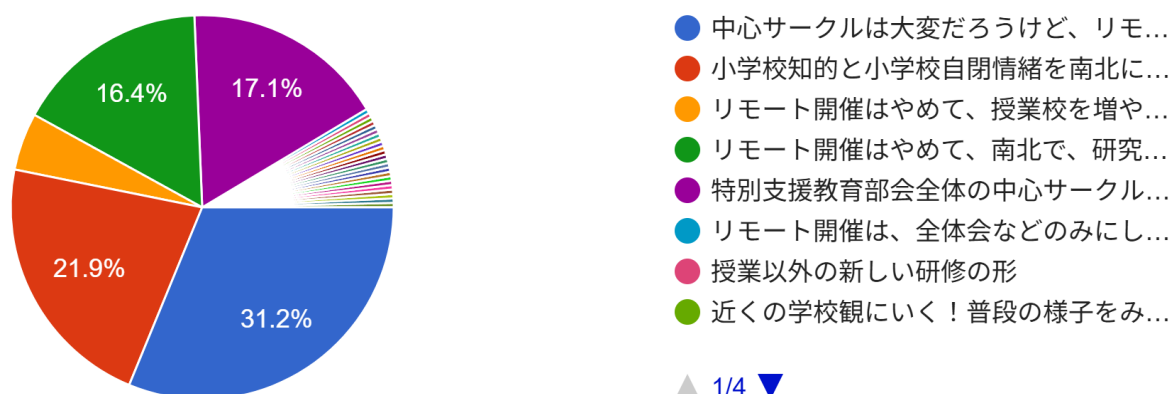 16.4%
17.1%
21.9%
31.2%
中心サークルは大変だろうけど、リモ…
小学校知的と小学校自閉情緒を南北に…
リモート開催はやめて、授業校を増や…
リモート開催はやめて、南北で、研究…
特別支援教育部会全体の中心サークル…
リモート開催は、全体会などのみにし…
授業以外の新しい研修の形
近くの学校観にいく！普段の様子をみ…
1/4